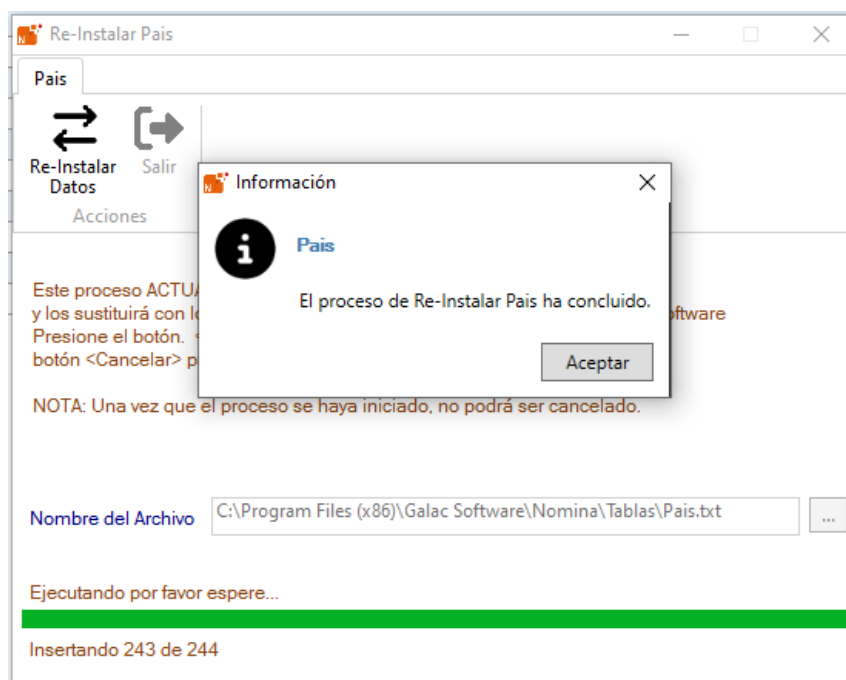 Re-Instalar Pais
Pais
Re-Instalar Datos
Salir
Acciones
Información
Pais
El proceso de Re-Instalar Pais ha concluido.
Aceptar
Este proceso
y los sustituirá con
Presione el botón.
botón <Cancelar>
NOTA: Una vez que el proceso se haya iniciado, no podrá ser cancelado.
Nombre del Archivo
C:\Program Files (x86)\Galac Software\Nomina\Tablas\Pais.txt
...
Ejecutando por favor espere...
Insertando 243 de 244